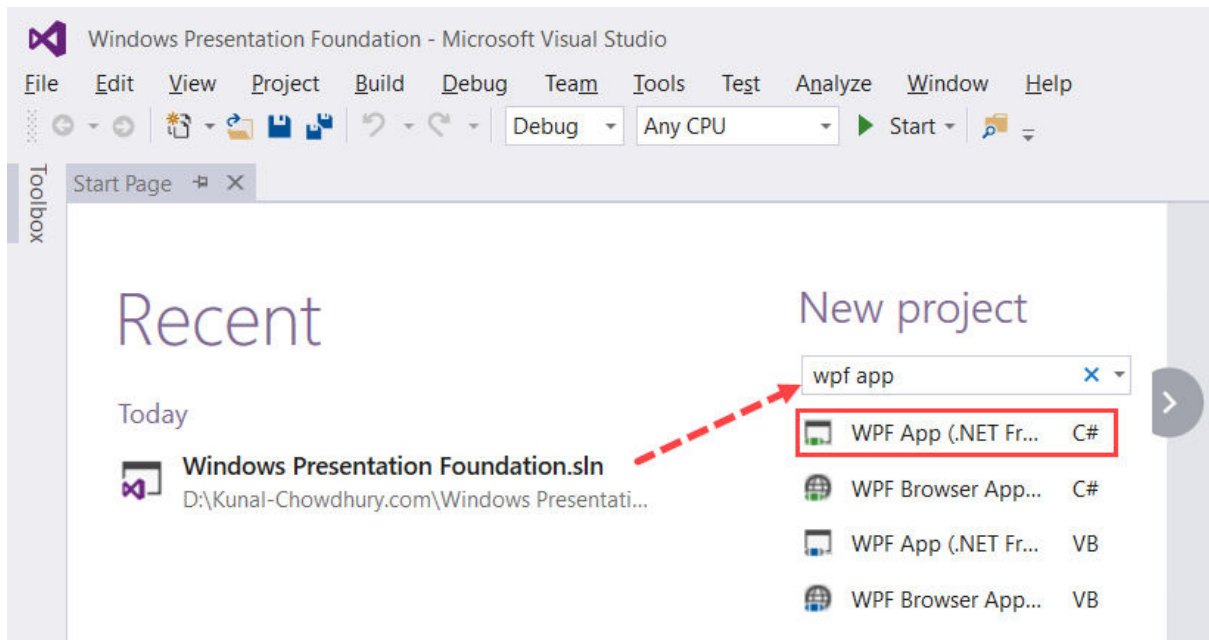 Windows Presentation Foundation - Microsoft Visual Studio
File Edit View Project Build Debug Team Tools Test Analyze Window Help
Debug Any CPU Start
Toolbox
Start Page
Recent
Today
Windows Presentation Foundation.sln
D:\Kunal-Chowdhury.com\Windows Presentati...
New project
wpf app
WPF App (.NET Fr... C#
WPF Browser App... C#
WPF App (.NET Fr... VB
WPF Browser App... VB